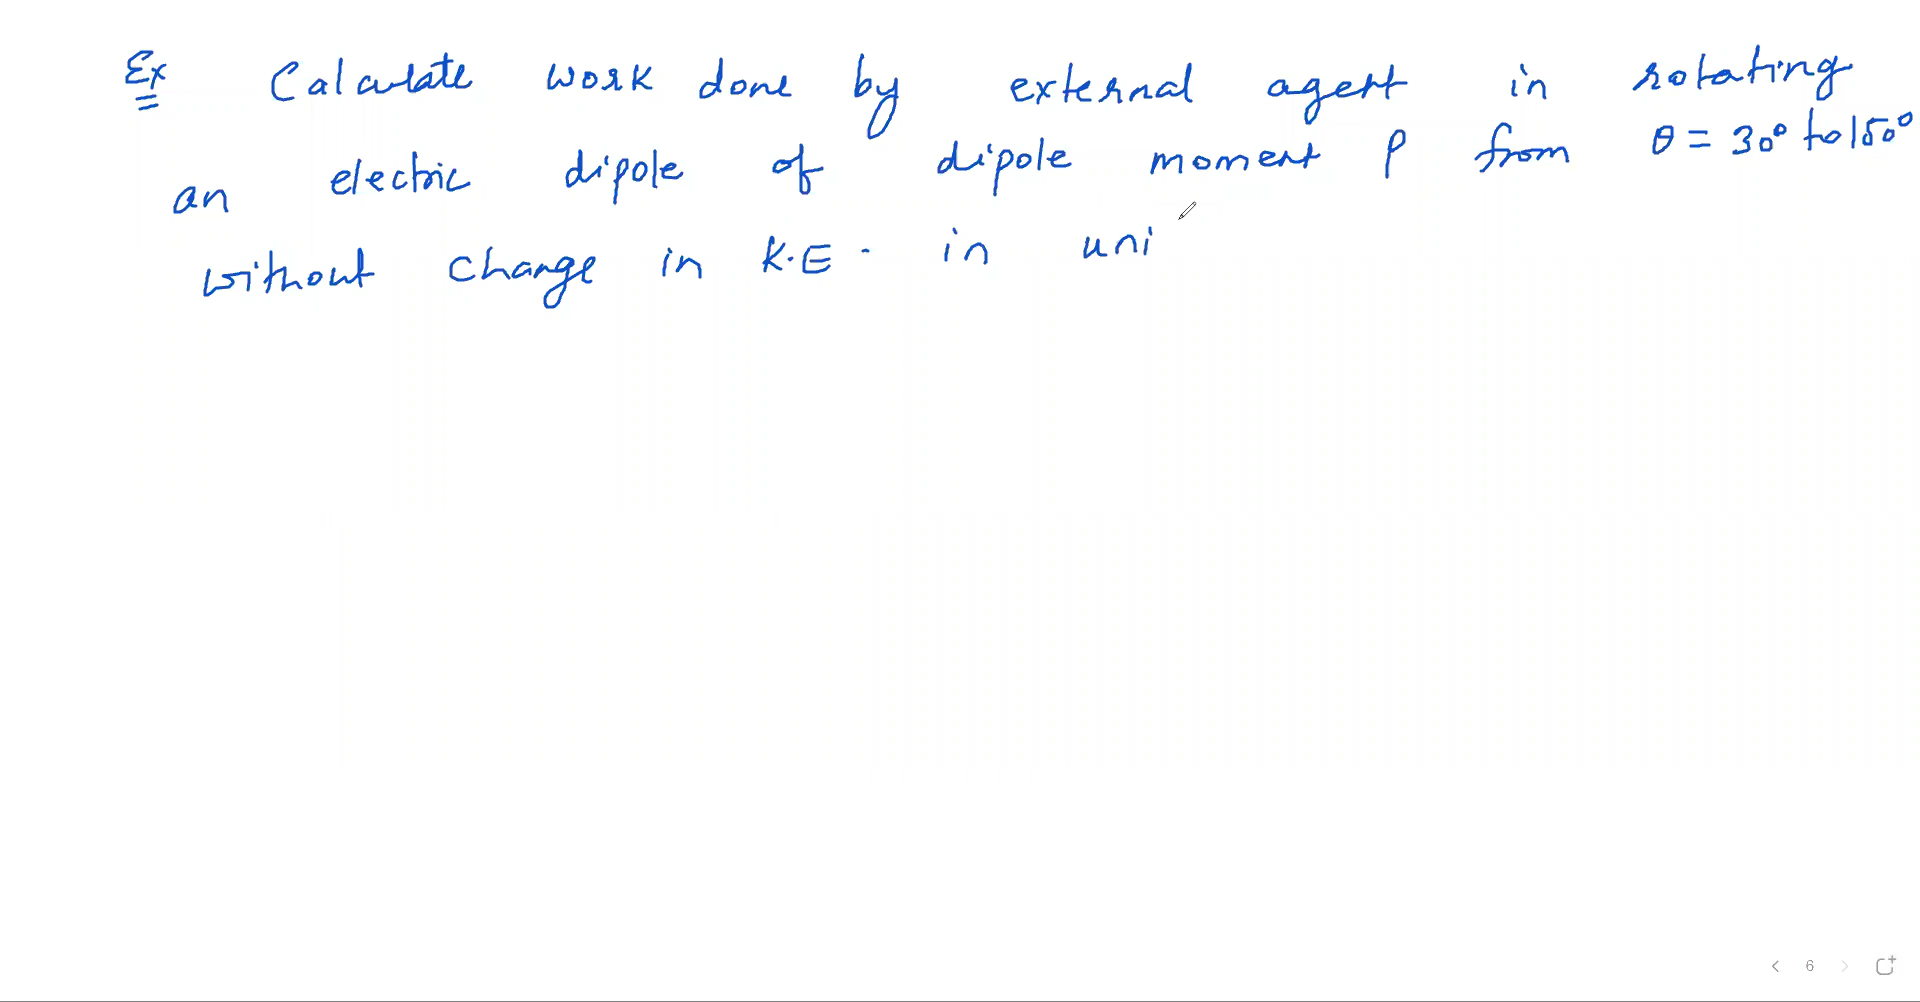 Ex Calculate work done by external agent in rotating
an electric dipole of dipole moment P from θ = 30° to 150°
without change in K.E. in uni
6